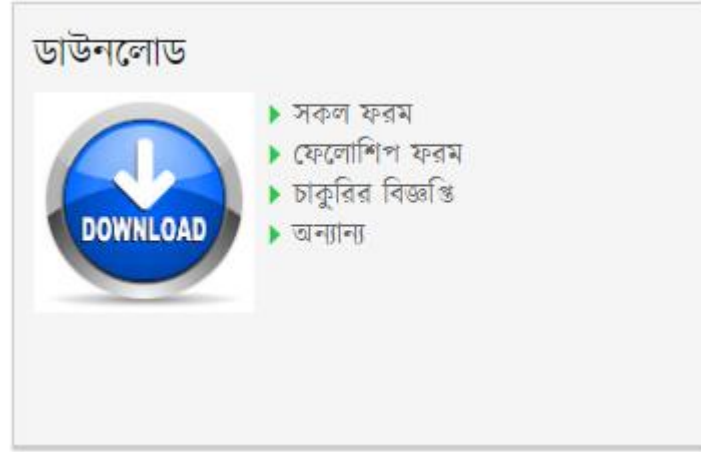 ডাউনলোড
DOWNLOAD
সকল ফরম
ফেলোশিপ ফরম
চাকুরির বিজ্ঞপ্তি
অন্যান্য